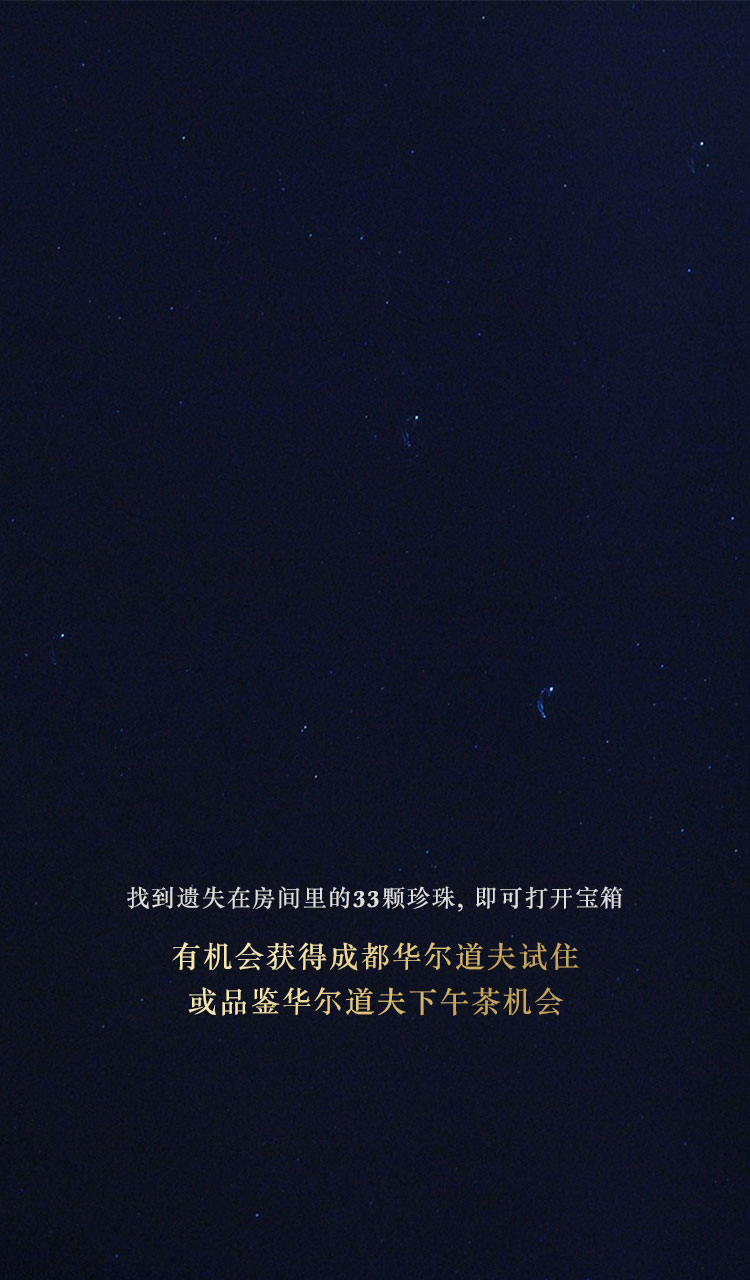 找到遗失在房间里的33颗珍珠, 即可打开宝箱
有机会获得成都华尔道夫试住
或品鉴华尔道夫下午茶机会